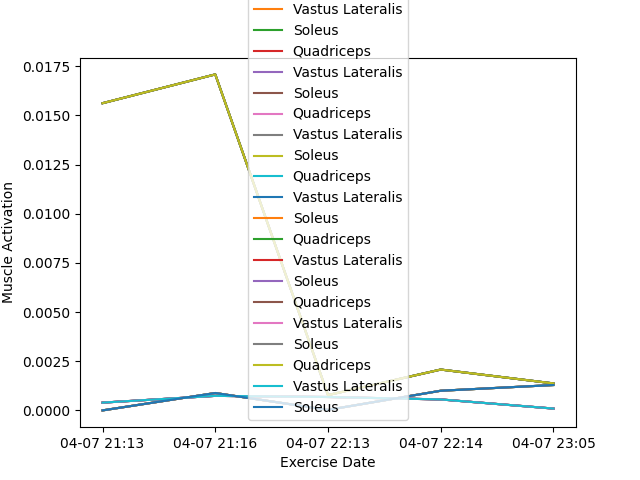 Vastus Lateralis
Soleus
Quadriceps
Vastus Lateralis
Soleus
Quadriceps
Vastus Lateralis
Soleus
Quadriceps
Vastus Lateralis
Soleus
Quadriceps
Vastus Lateralis
Soleus
Quadriceps
Vastus Lateralis
Soleus
Quadriceps
Vastus Lateralis
Soleus
0.0175
0.0150
0.0125
0.0100
0.0075
0.0050
0.0025
0.0000
Muscle Activation
04-07 21:13 04-07 21:16 04-07 22:13 04-07 22:14 04-07 23:05
Exercise Date